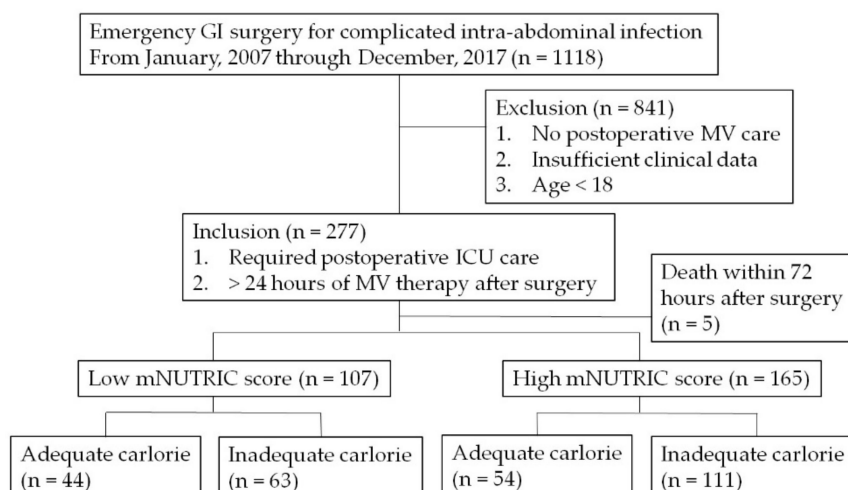 Emergency GI surgery for complicated intra-abdominal infection
From January, 2007 through December, 2017 (n = 1118)
Exclusion (n = 841)
1. No postoperative MV care
2. Insufficient clinical data
3. Age < 18
Inclusion (n = 277)
1. Required postoperative ICU care
2. > 24 hours of MV therapy after surgery
Death within 72
hours after surgery
(n = 5)
Low mNUTRIC score (n = 107)
High mNUTRIC score (n = 165)
Adequate carlorie
(n = 44)
Inadequate carlorie
(n = 63)
Adequate carlorie
(n = 54)
Inadequate carlorie
(n = 111)